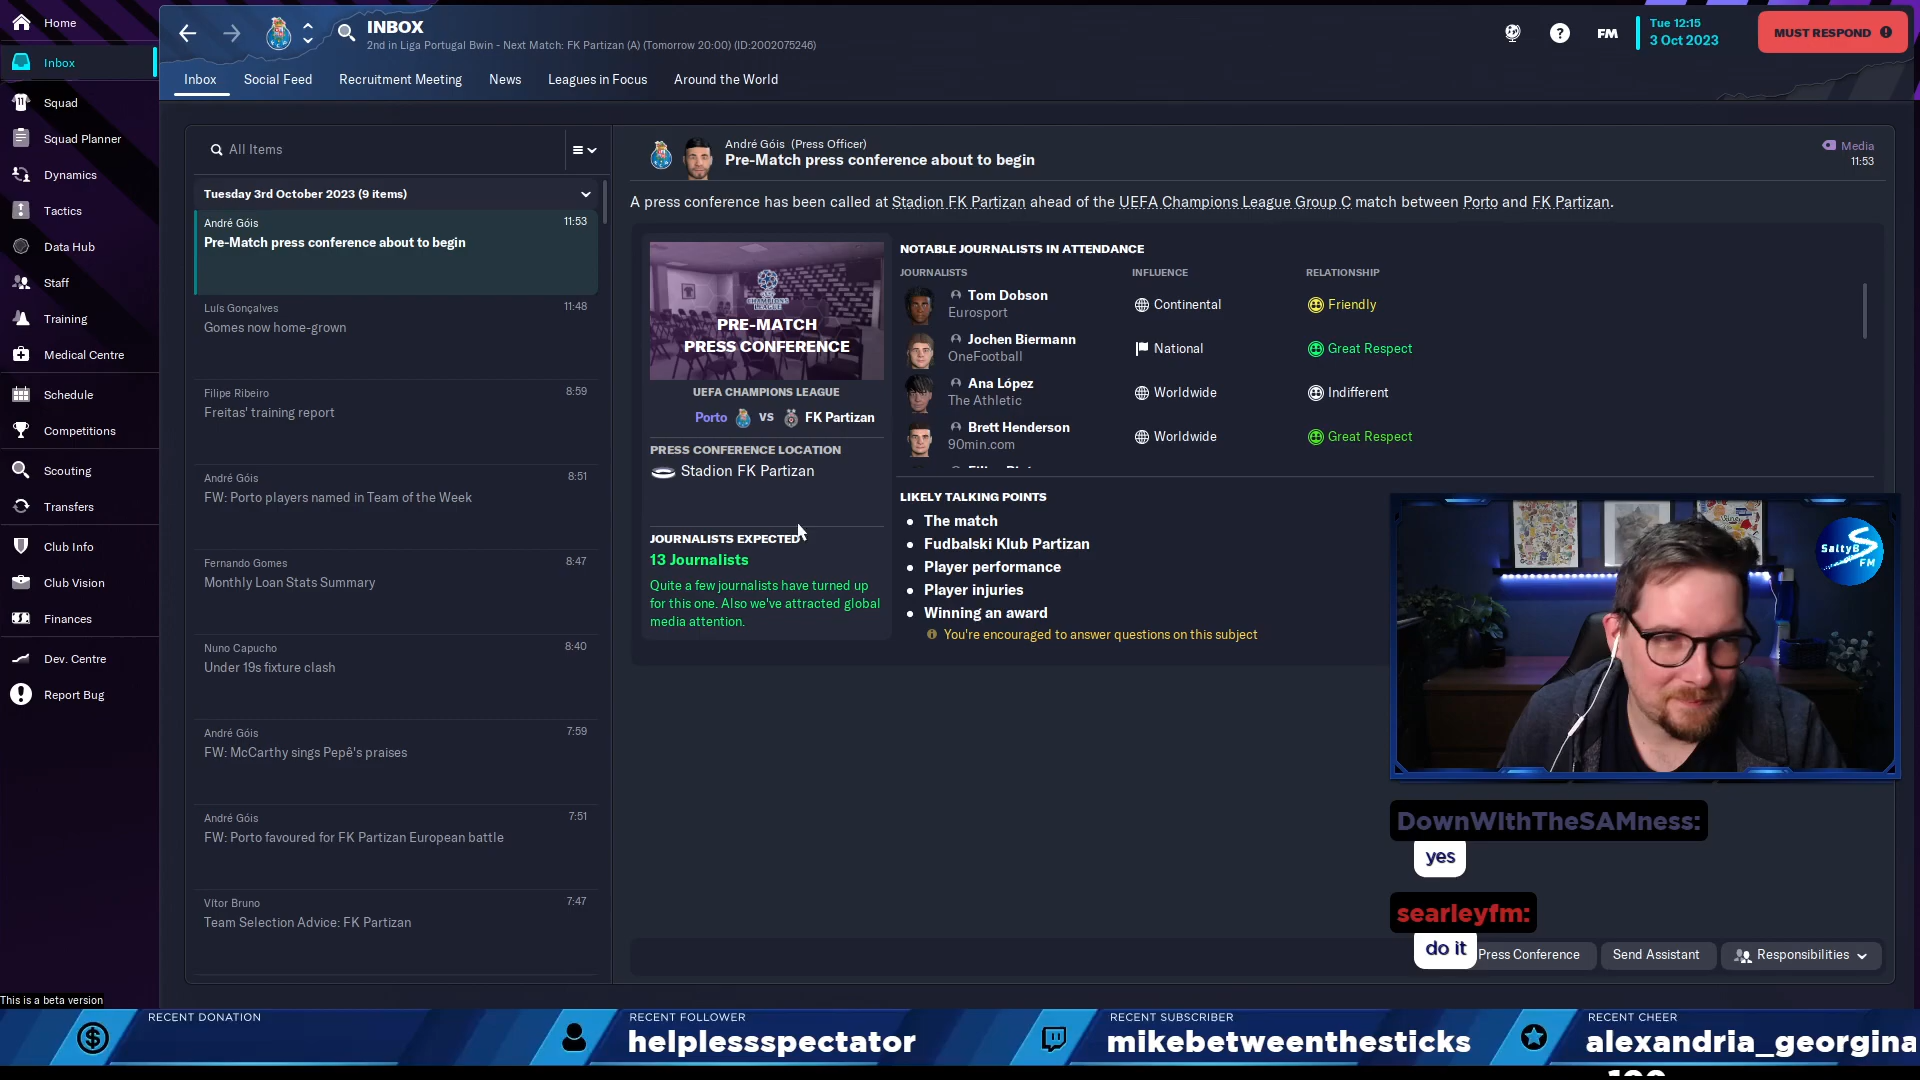 Home
Inbox
Squad
Squad Planner
Dynamics
Tactics
Data Hub
Staff
Training
Medical Centre
Schedule
Competitions
Scouting
Transfers
Club Info
Club Vision
Finances
Dev. Centre
Report Bug
This is a beta version
INBOX
2nd in Liga Portugal Bwin - Next Match: FK Partizan (A) (Tomorrow 20:00) (ID:2002075246)
FM
Tue 12:15
3 Oct 2023
MUST RESPOND
Inbox Social Feed Recruitment Meeting News Leagues in Focus Around the World
All Items
Tuesday 3rd October 2023 (9 items)
André Góis 11:53
Pre-Match press conference about to begin
Luís Gonçalves 11:48
Gomes now home-grown
Filipe Ribeiro 8:59
Freitas' training report
André Góis 8:51
FW: Porto players named in Team of the Week
Fernando Gomes 8:47
Monthly Loan Stats Summary
Nuno Capucho 8:40
Under 19s fixture clash
André Góis 7:59
FW: McCarthy sings Pepê's praises
André Góis 7:51
FW: Porto favoured for FK Partizan European battle
Vítor Bruno 7:47
Team Selection Advice: FK Partizan
André Góis (Press Officer)
Pre-Match press conference about to begin
Media
11:53
A press conference has been called at Stadion FK Partizan ahead of the UEFA Champions League Group C match between Porto and FK Partizan.
PRE-MATCH
PRESS CONFERENCE
UEFA CHAMPIONS LEAGUE
Porto VS FK Partizan
PRESS CONFERENCE LOCATION
Stadion FK Partizan
JOURNALISTS EXPECTED
13 Journalists
Quite a few journalists have turned up
for this one. Also we've attracted global
media attention.
NOTABLE JOURNALISTS IN ATTENDANCE
JOURNALISTS INFLUENCE RELATIONSHIP
Tom Dobson
Eurosport
Continental Friendly
Jochen Biermann
OneFootball
National Great Respect
Ana López
The Athletic
Worldwide Indifferent
Brett Henderson
90min.com
Worldwide Great Respect
LIKELY TALKING POINTS
The match
Fudbalski Klub Partizan
Player performance
Player injuries
Winning an award
You're encouraged to answer questions on this subject
SaltyB
FM
DownWIthTheSAMness:
yes
searleyfm:
do it
Press Conference Send Assistant Responsibilities
RECENT DONATION
RECENT FOLLOWER
helplessspectator
RECENT SUBSCRIBER
mikebetweenthesticks
RECENT CHEER
alexandria_georgina